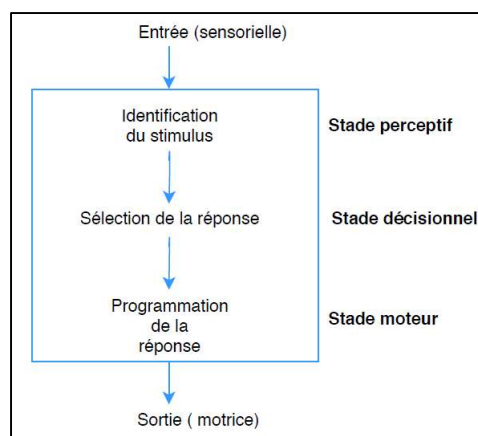 Entrée (sensorielle)
Identification
du stimulus
Stade perceptif
Sélection de la réponse
Stade décisionnel
Programmation
de la
réponse
Stade moteur
Sortie ( motrice)